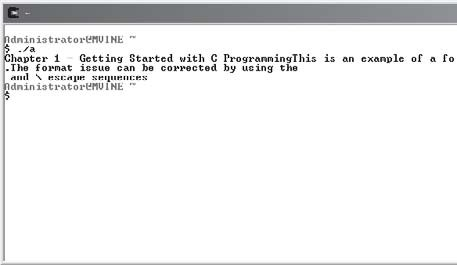 ~
Administrator@MVINE ~
$ ./a
Chapter 1 - Getting Started with C ProgrammingThis is an example of a fo
.The format issue can be corrected by using the
 and \ escape sequences
Administrator@MVINE ~
$